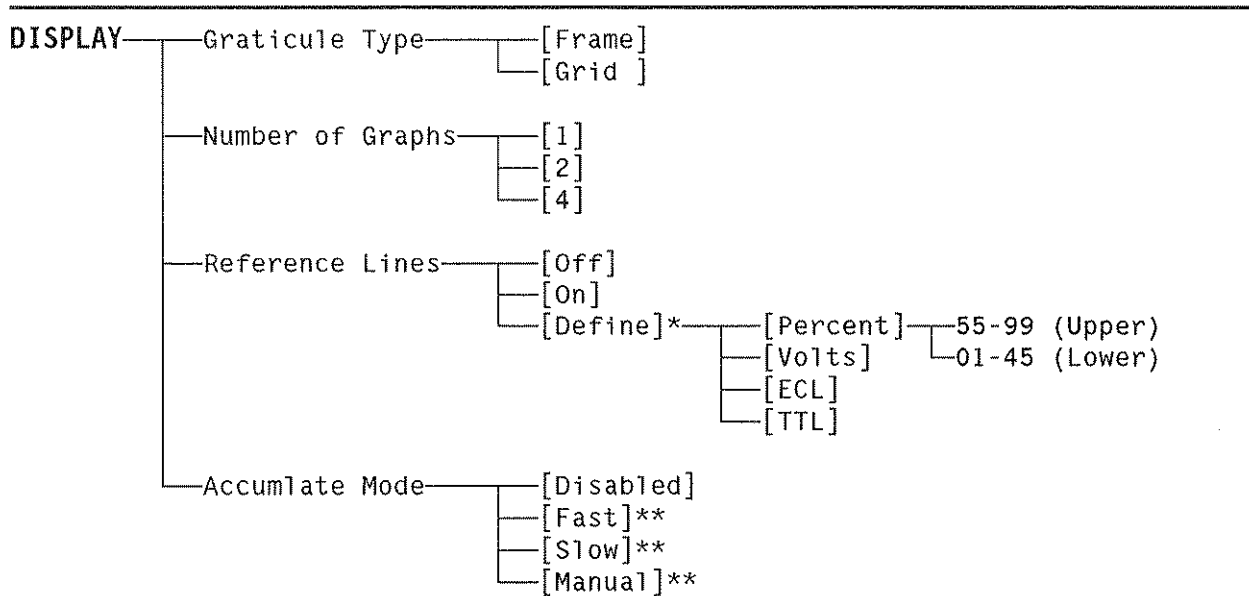 DISPLAY Graticule Type [Frame]
[Grid ]
Number of Graphs [1]
[2]
[4]
Reference Lines [Off]
[On]
[Define]* [Percent] 55-99 (Upper)
[Volts] 01-45 (Lower)
[ECL]
[TTL]
Accumlate Mode [Disabled]
[Fast]**
[Slow]**
[Manual]**